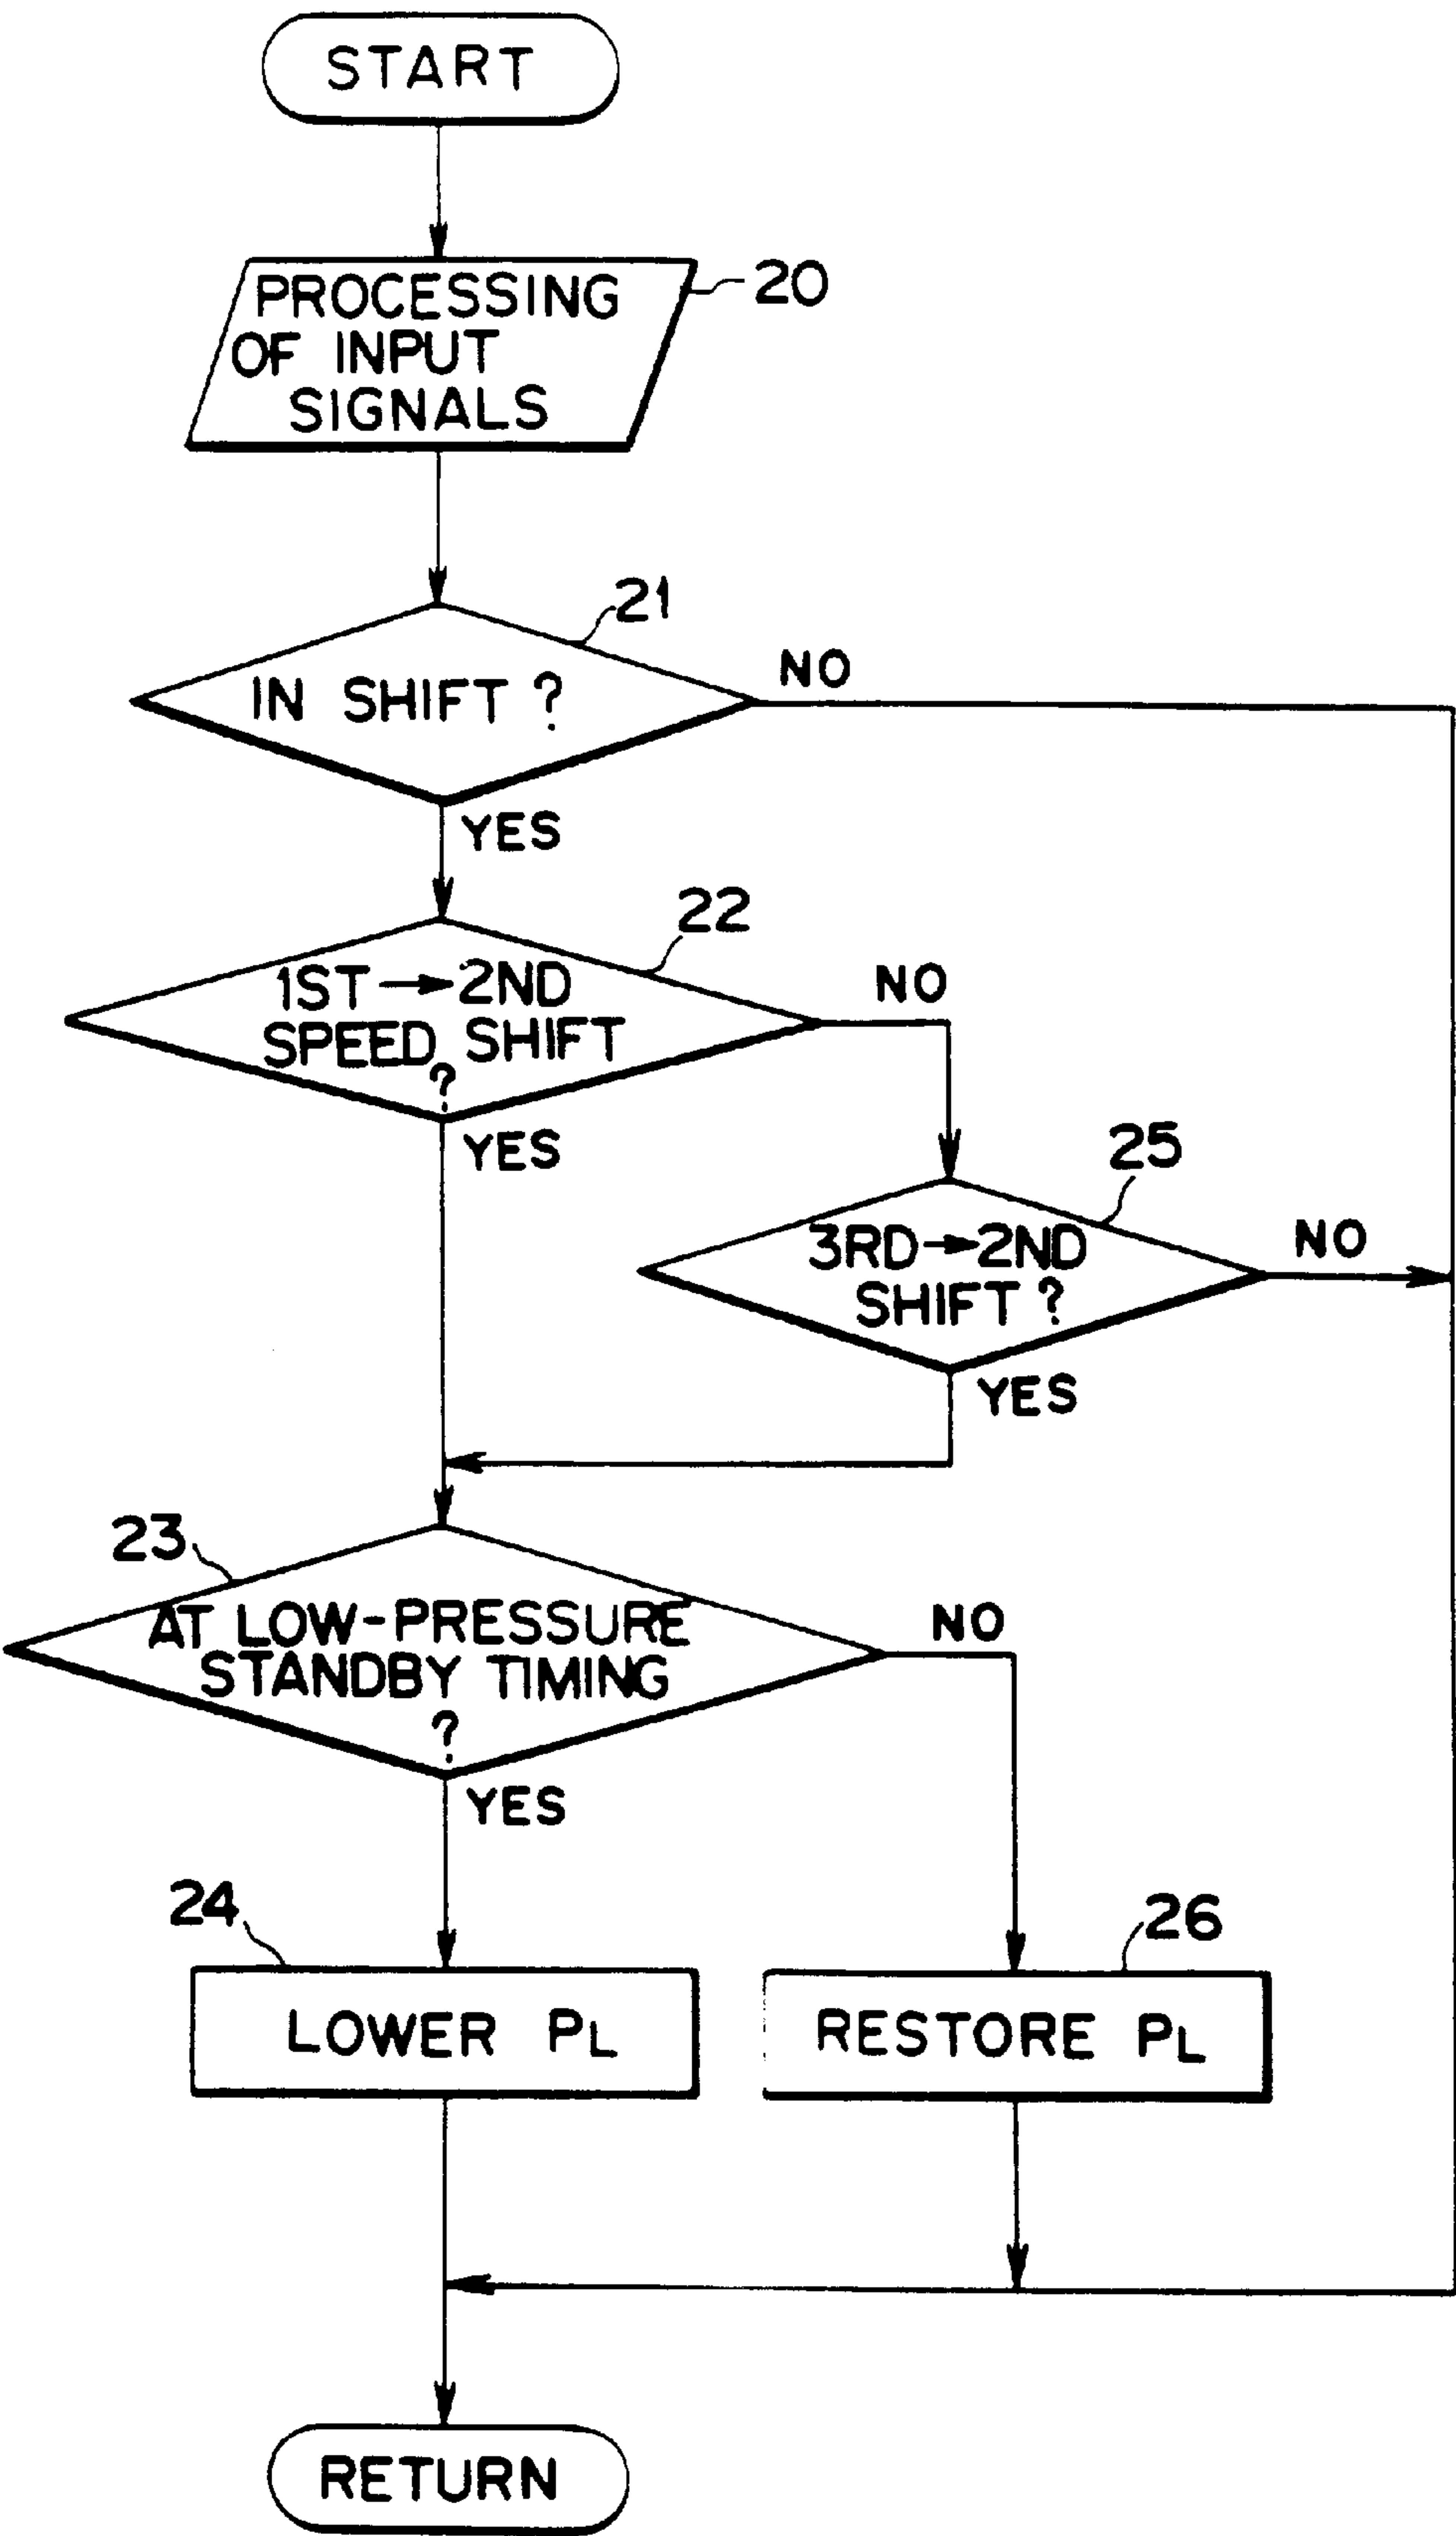 START
PROCESSING
OF INPUT
SIGNALS
20
21
IN SHIFT ?
NO
YES
22
1ST→2ND
SPEED SHIFT
?
NO
YES
25
3RD→2ND
SHIFT ?
NO
YES
23
AT LOW-PRESSURE
STANDBY TIMING
?
NO
YES
24
LOWER PL
26
RESTORE PL
RETURN